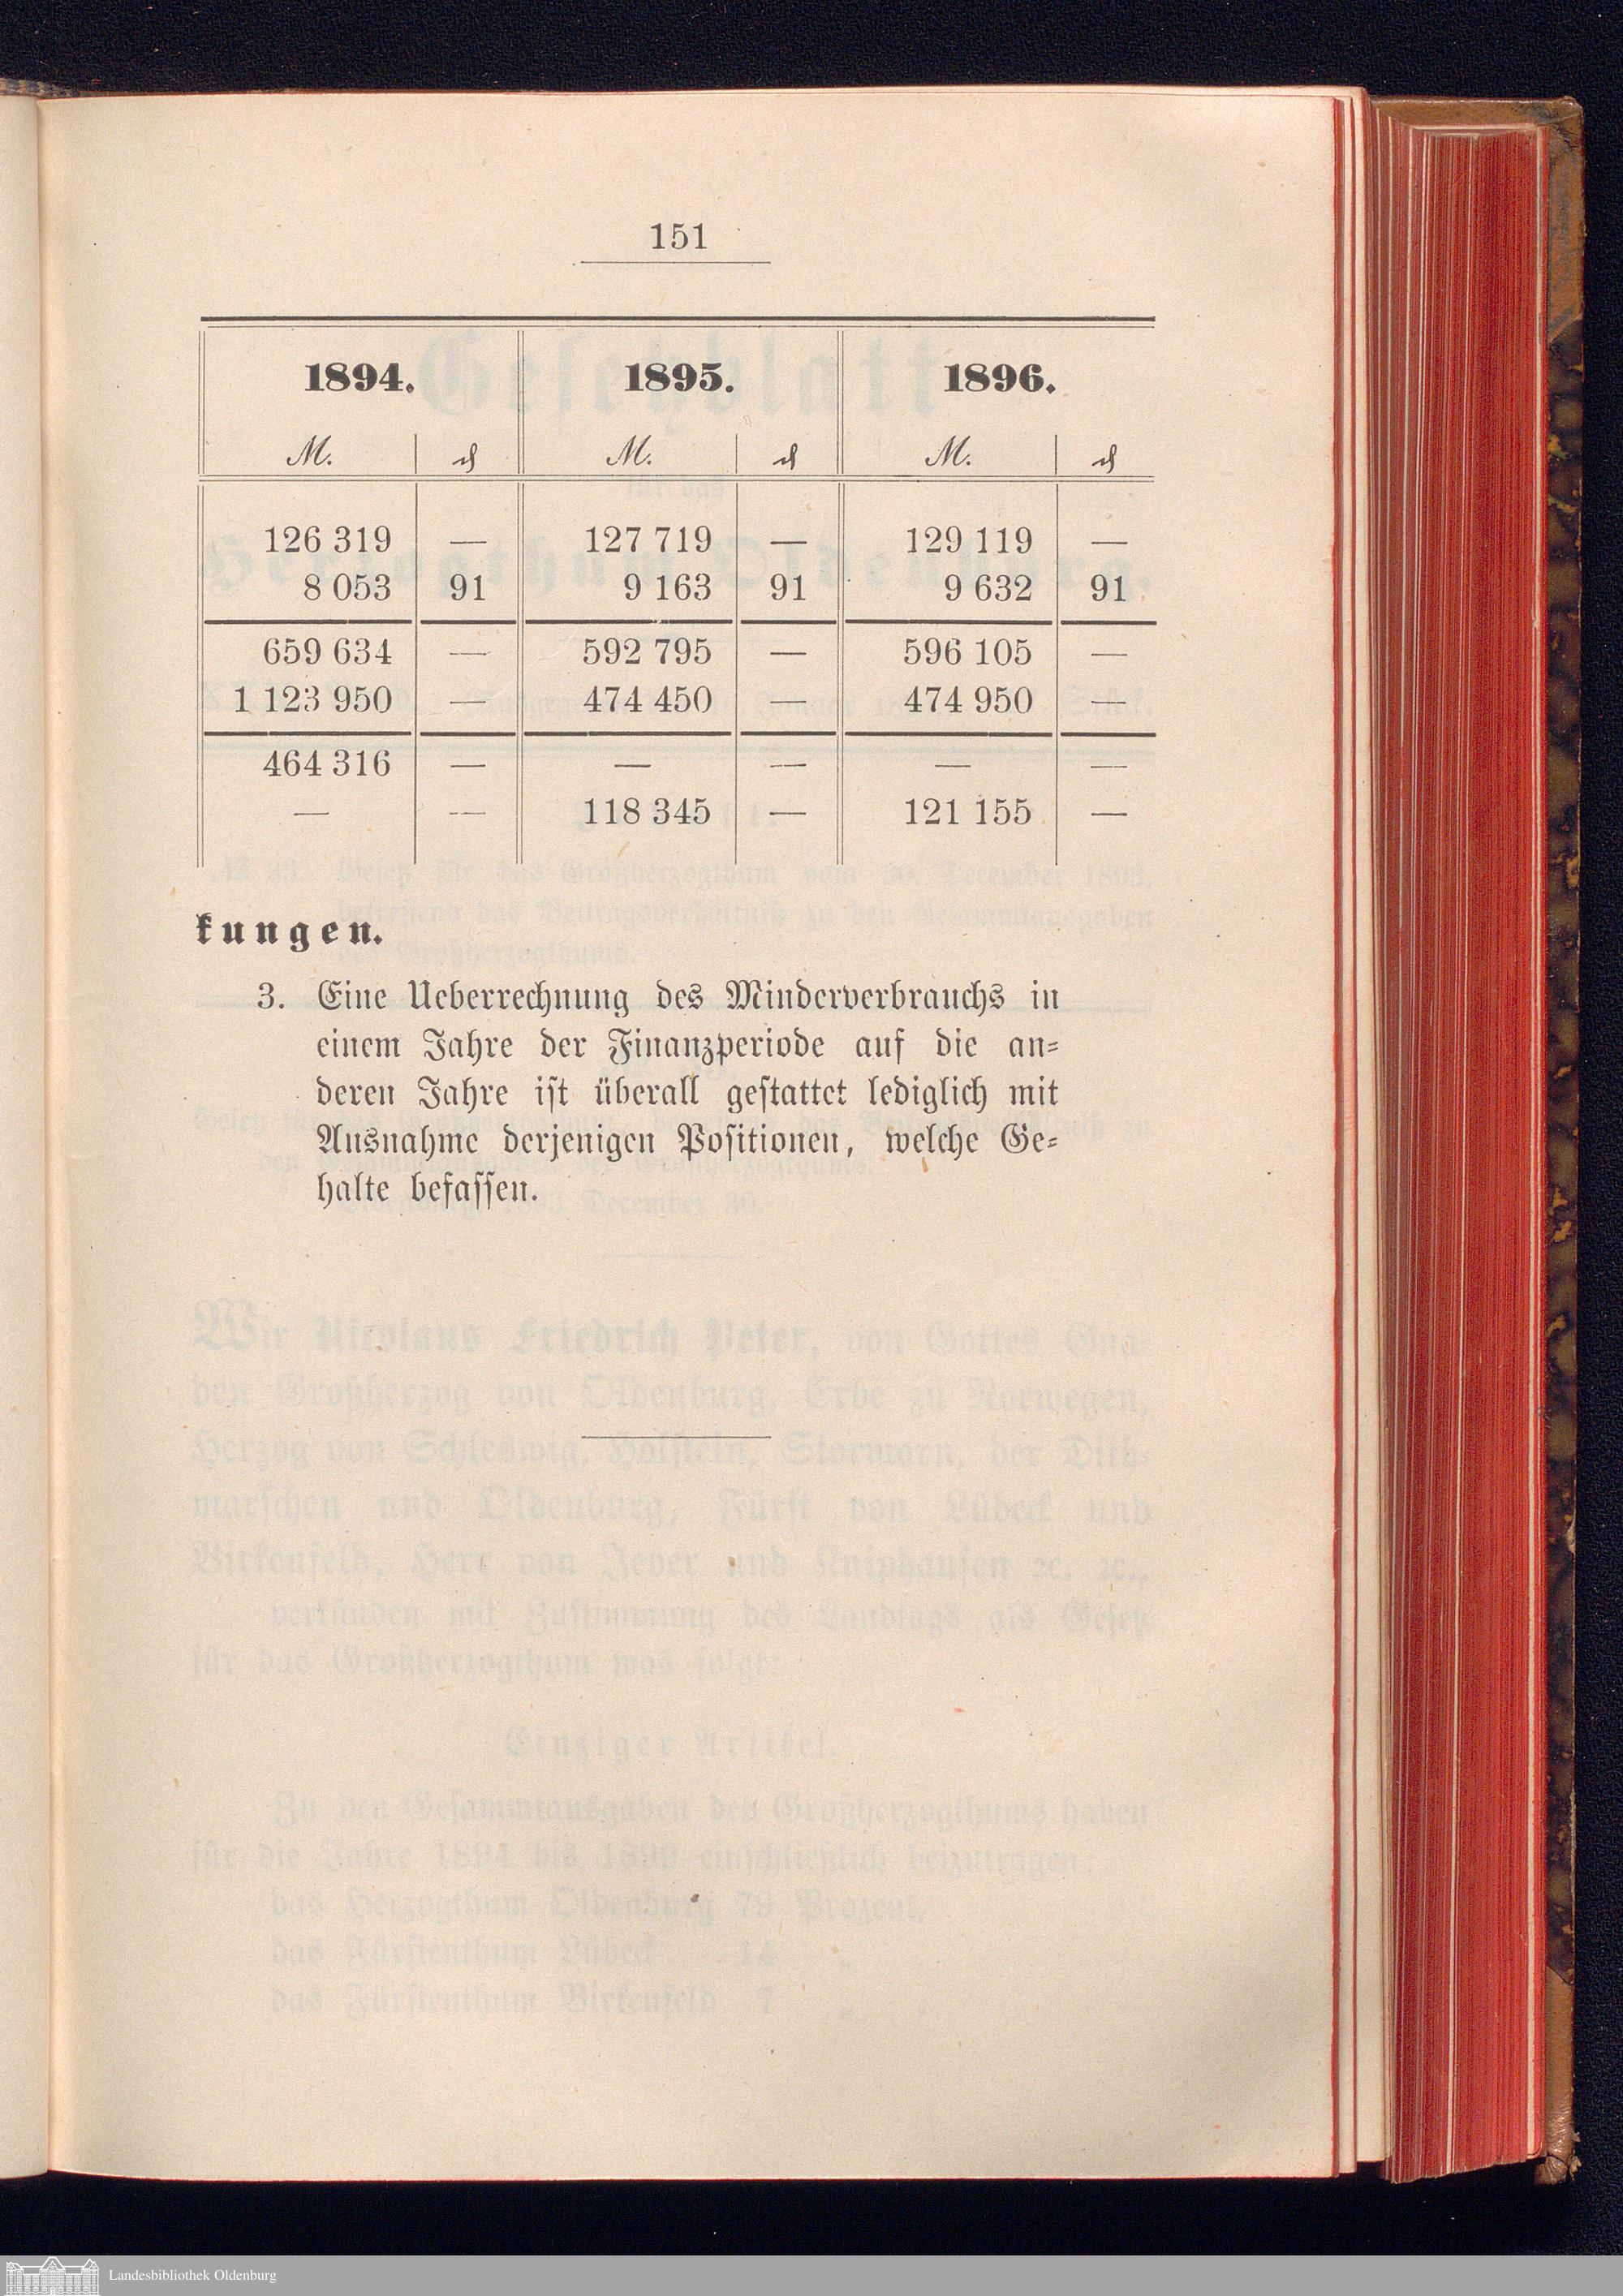 151
1894. 1895. 1896.
M. ₰ M. ₰ M. ₰
126 319 — 127 719 — 129 119 —
8 053 91 9 163 91 9 632 91
659 634 — 592 795 — 596 105 —
1 123 950 — 474 450 — 474 950 —
464 316 — — — — —
— — 118 345 — 121 155 —
kungen.
3. Eine Ueberrechnung des Minderverbrauchs in
einem Jahre der Finanzperiode auf die an-
deren Jahre ist überall gestattet lediglich mit
Ausnahme derjenigen Positionen, welche Ge-
halte befassen.
Landesbibliothek Oldenburg